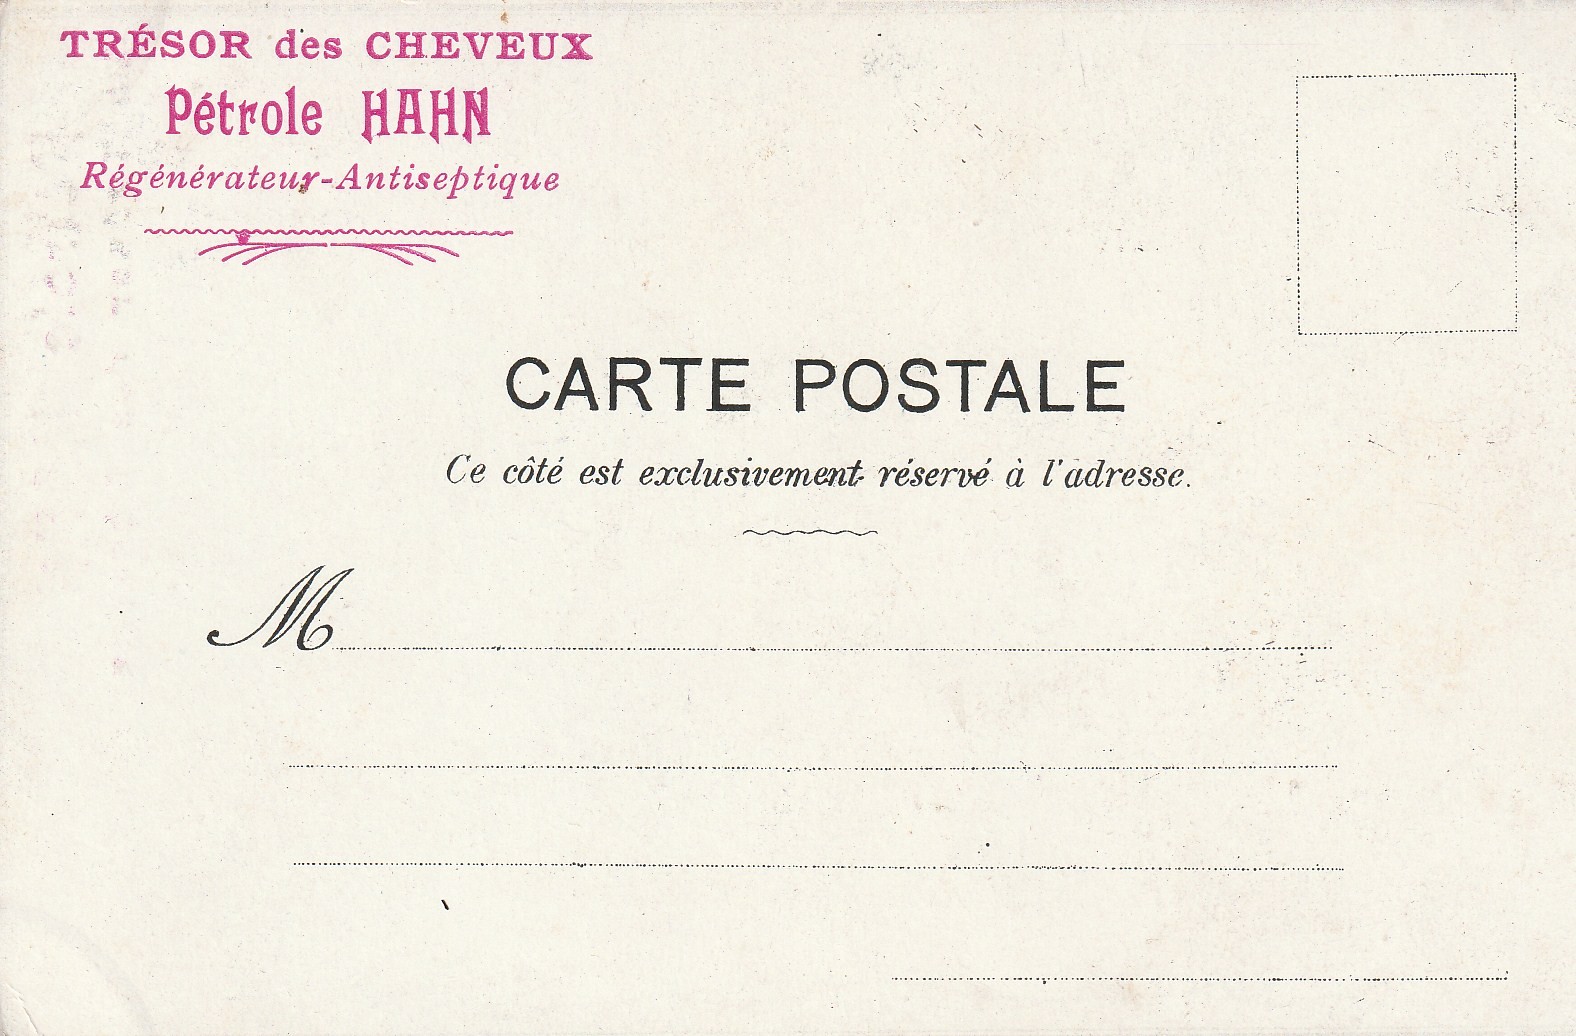 TRÉSOR des CHEVEUX
Pétrole HAHN
Régénérateur-Antiseptique
CARTE POSTALE
Ce côté est exclusivement réservé à l'adresse.
M